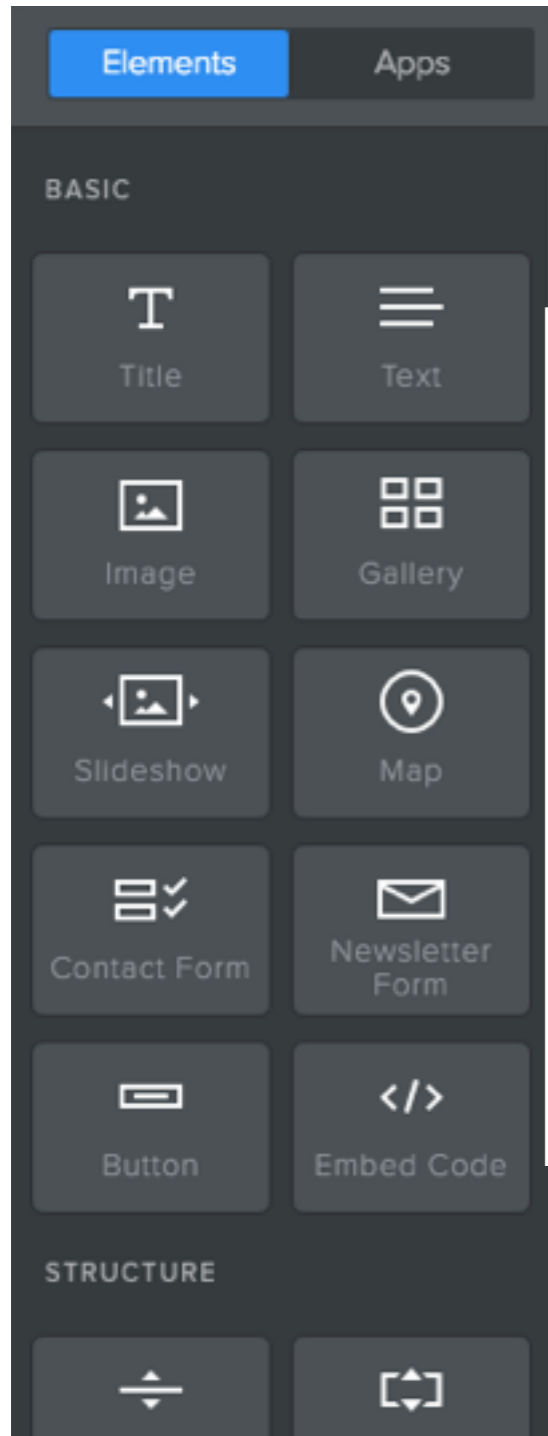 Elements Apps
BASIC
Title Text
Image Gallery
Slideshow Map
Contact Form Newsletter
Form
Button Embed Code
STRUCTURE